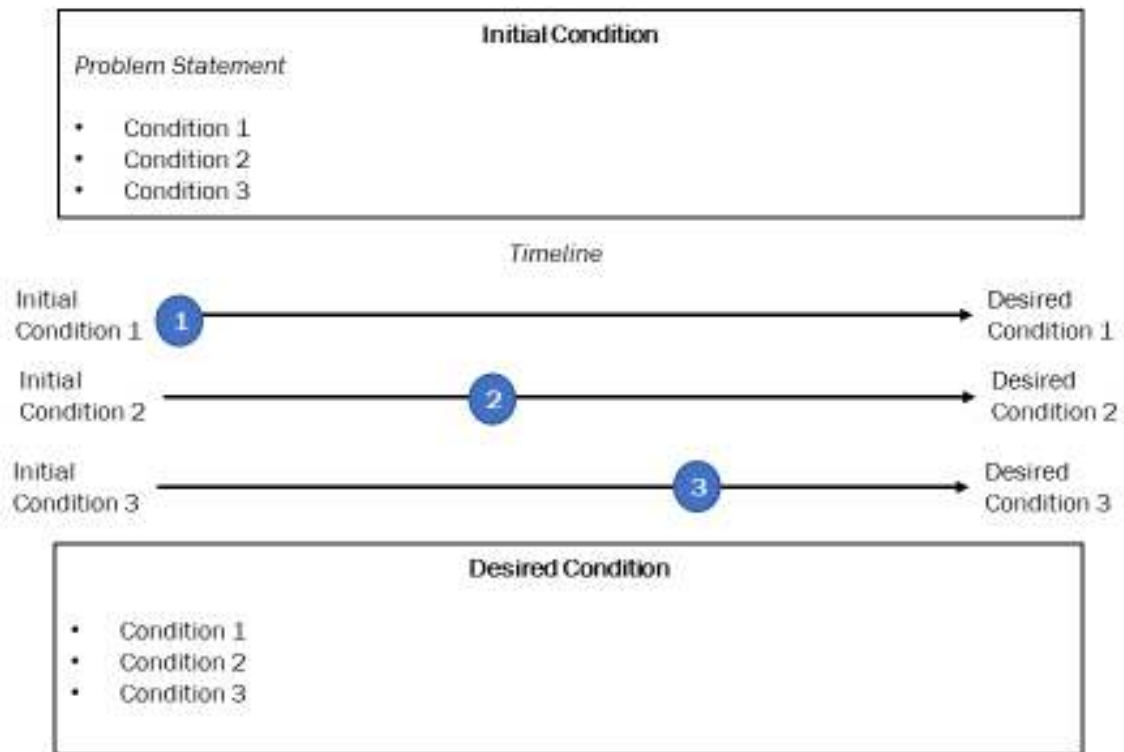 Initial Condition
Problem Statement
• Condition 1
• Condition 2
• Condition 3
Timeline
Initial
Condition 1
1
Desired
Condition 1
Initial
Condition 2
2
Desired
Condition 2
Initial
Condition 3
3
Desired
Condition 3
Desired Condition
• Condition 1
• Condition 2
• Condition 3